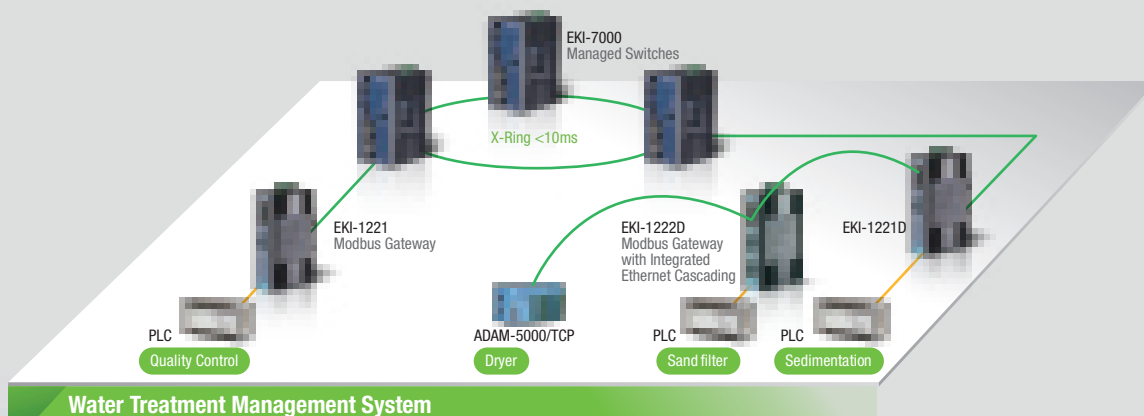 EKI-7000
Managed Switches
X-Ring <10ms
EKI-1221
Modbus Gateway
EKI-1222D
Modbus Gateway
with Integrated
Ethernet Cascading
EKI-1221D
PLC
Quality Control
ADAM-5000/TCP
Dryer
PLC
Sand filter
PLC
Sedimentation
Water Treatment Management System